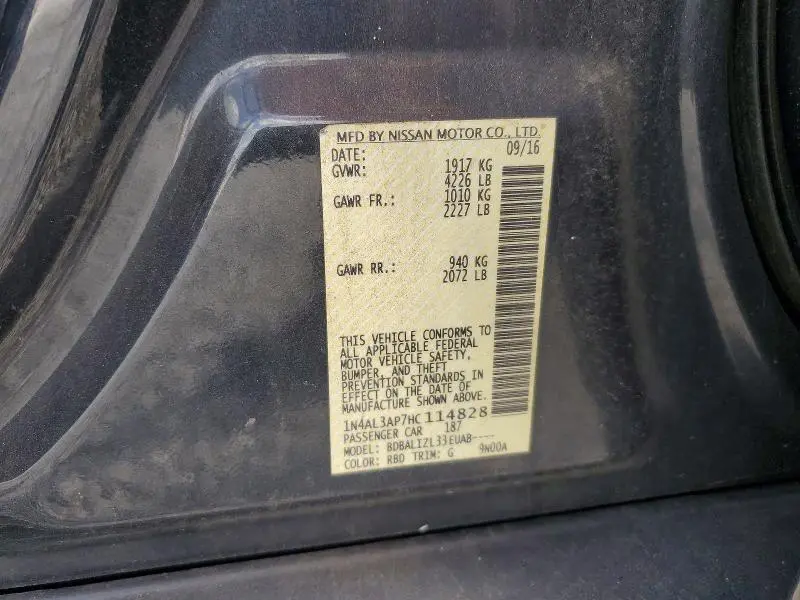 MFD BY NISSAN MOTOR CO., LTD.
DATE: 09/16
GVWR: 1917 KG
4226 LB
GAWR FR.: 1010 KG
2227 LB
GAWR RR.: 940 KG
2072 LB
THIS VEHICLE CONFORMS TO
ALL APPLICABLE FEDERAL
MOTOR VEHICLE SAFETY,
BUMPER, AND THEFT
PREVENTION STANDARDS IN
EFFECT ON THE DATE OF
MANUFACTURE SHOWN ABOVE.
1N4AL3AP7HC114828
PASSENGER CAR 187
MODEL: BDBALIZL33EUAB----
COLOR: RBD TRIM: G 9N00A